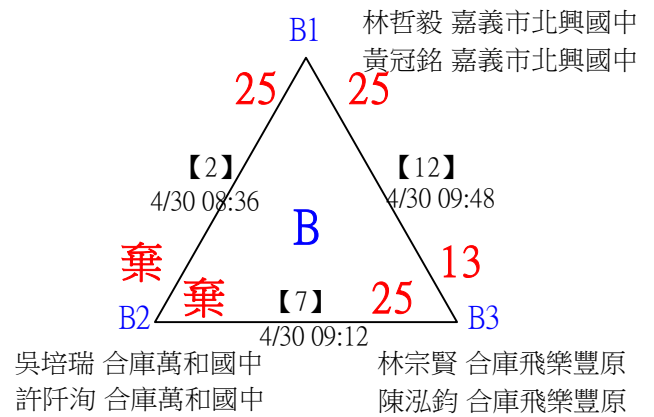 B1
林哲毅 嘉義市北興國中
黃冠銘 嘉義市北興國中
25
25
【2】
4/30 08:36
【12】
4/30 09:48
B
棄
13
棄
【7】
25
B2
B3
4/30 09:12
吳培瑞 合庫萬和國中
許阡洵 合庫萬和國中
林宗賢 合庫飛樂豐原
陳泓鈞 合庫飛樂豐原